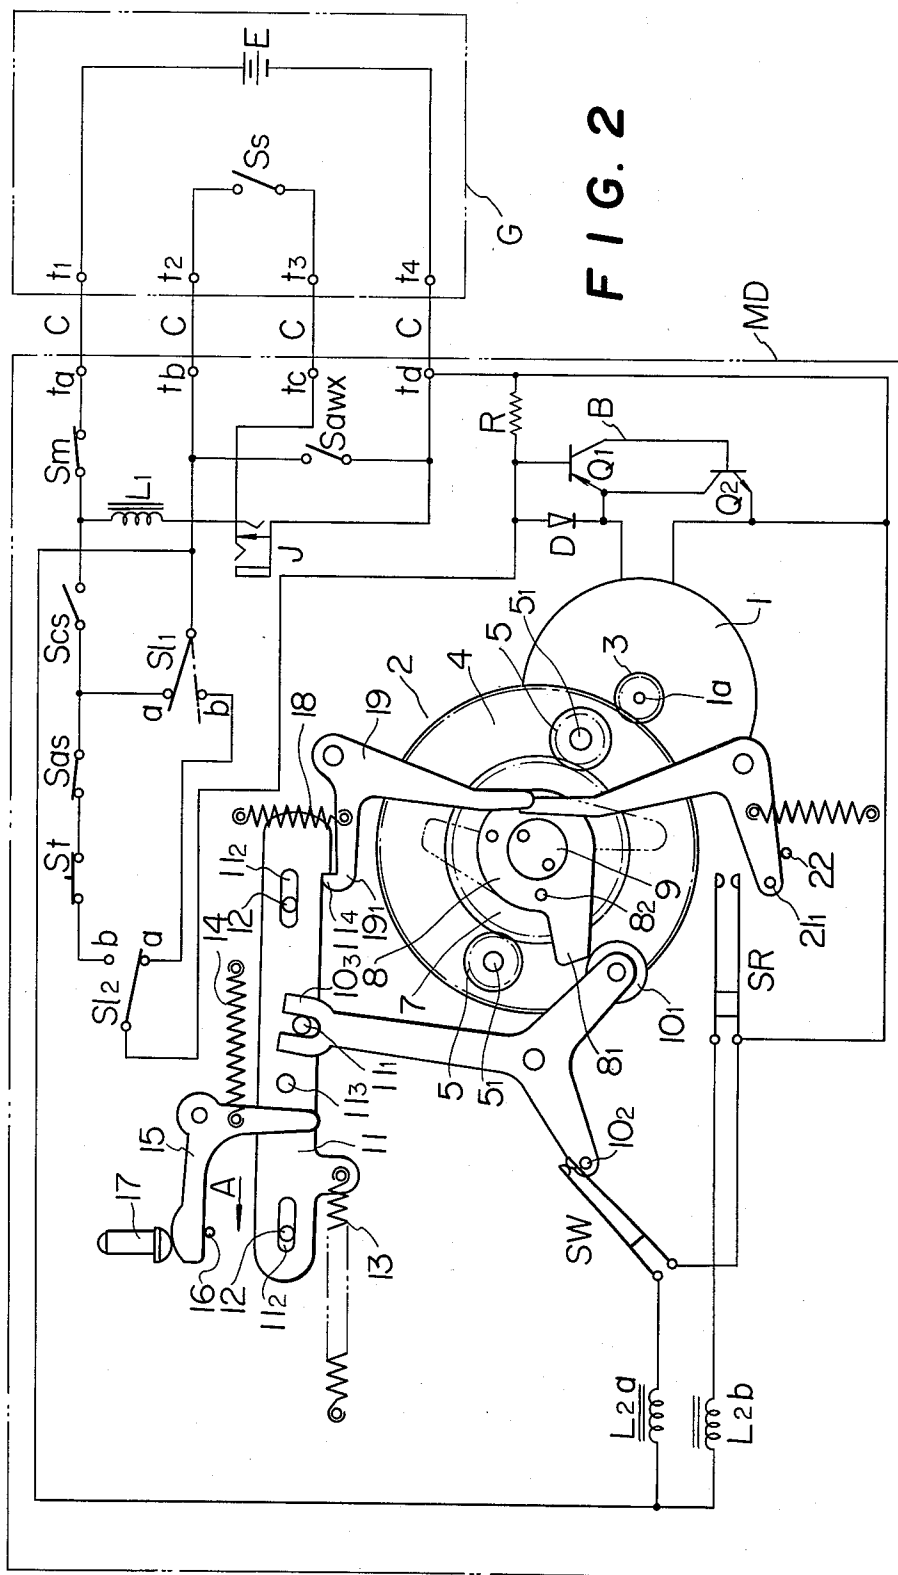 E
Ss
G
FIG. 2
t1
t2
t3
t4
C
C
C
C
MD
ta
tb
tc
td
Sm
L1
Sawx
J
R
B
Q1
Q2
D
Scs
Sl1
a
b
Sas
St
Sl2
b
a
1
1a
3
5
51
2
4
19
18
112
12
14
114
191
103
8
7
5
51
9
82
81
101
22
211
SR
111
113
11
15
A
17
16
12
112
13
102
SW
L2a
L2b